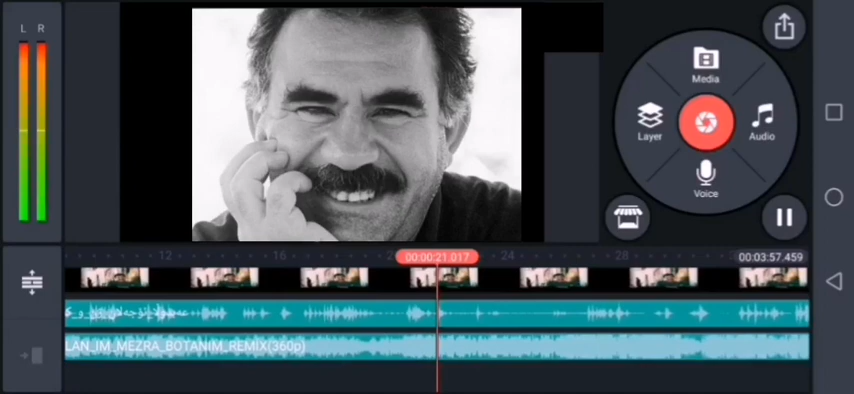 L R
Media
Layer
Audio
Voice
12
16
00:00:21.017
24
28
00:03:57.459
LAN_IM_MEZRA_BOTANIM_REMIX(360p)